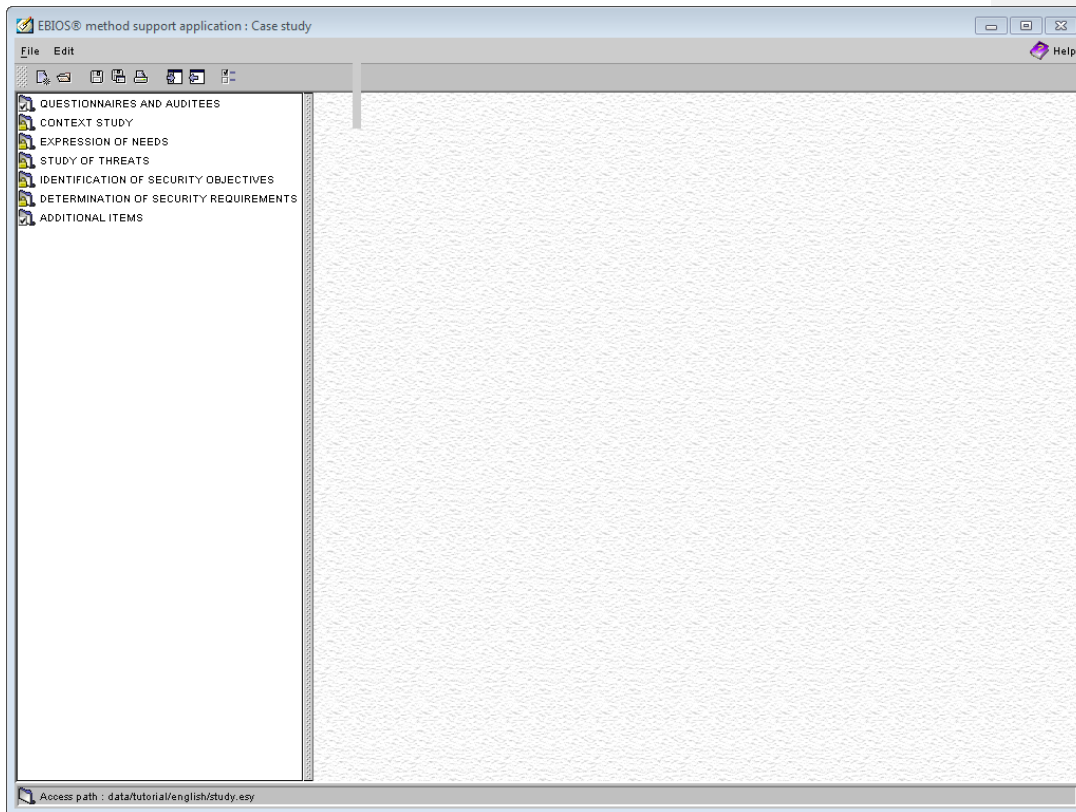 EBIOS® method support application : Case study
File Edit
Help
QUESTIONNAIRES AND AUDITEES
CONTEXT STUDY
EXPRESSION OF NEEDS
STUDY OF THREATS
IDENTIFICATION OF SECURITY OBJECTIVES
DETERMINATION OF SECURITY REQUIREMENTS
ADDITIONAL ITEMS
Access path : data/tutorial/english/study.esy